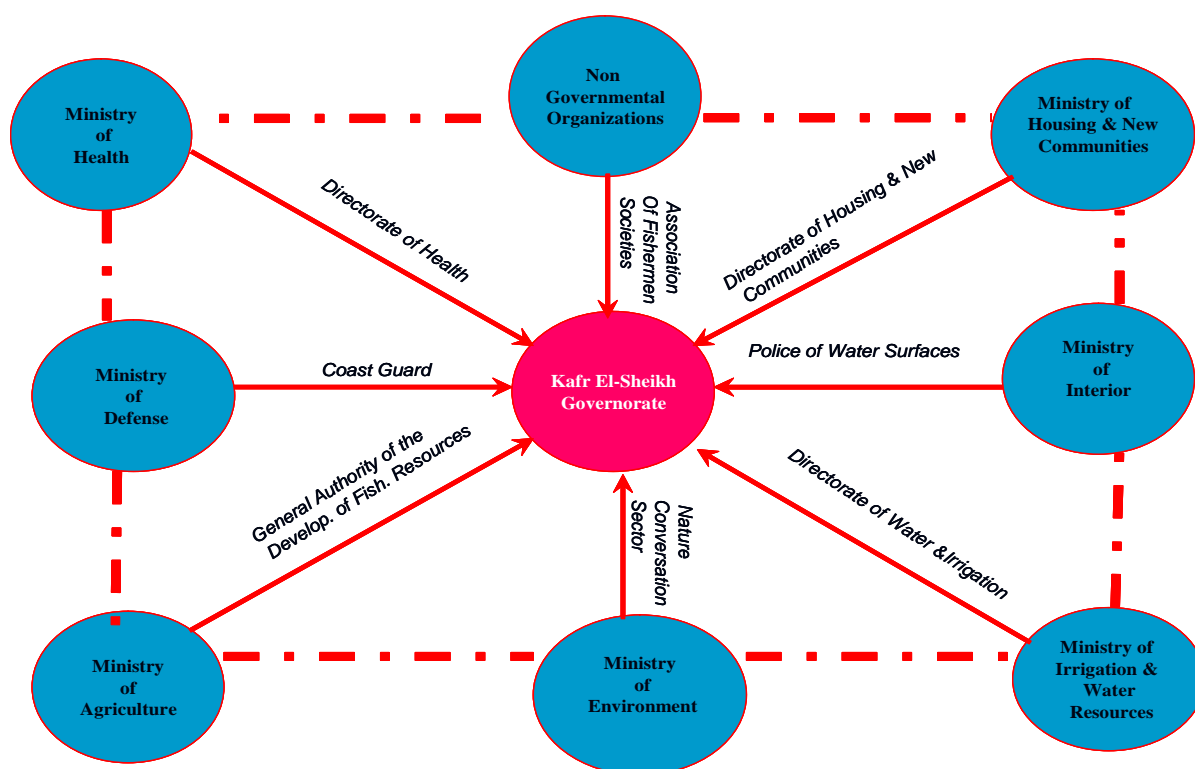 Ministry
of
Health
Non
Governmental
Organizations
Ministry of
Housing & New
Communities
Directorate of Health
Association
Of Fishermen
Societies
Directorate of Housing & New
Communities
Ministry
of
Defense
Coast Guard
Kafr El-Sheikh
Governorate
Police of Water Surfaces
Ministry
of
Interior
General Authority of the
Develop. of Fish. Resources
Nature
Conversation
Sector
Directorate of Water &Irrigation
Ministry
of
Agriculture
Ministry
of
Environment
Ministry of
Irrigation &
Water
Resources